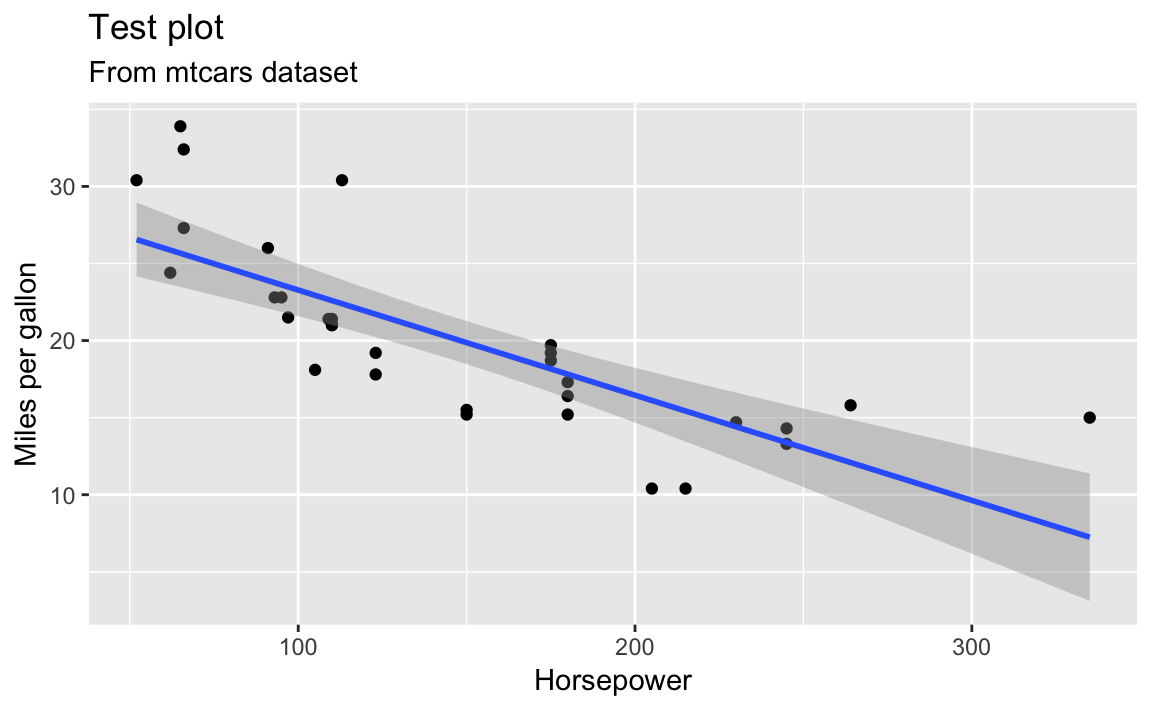 Test plot
From mtcars dataset
30
20
10
Miles per gallon
100 200 300
Horsepower